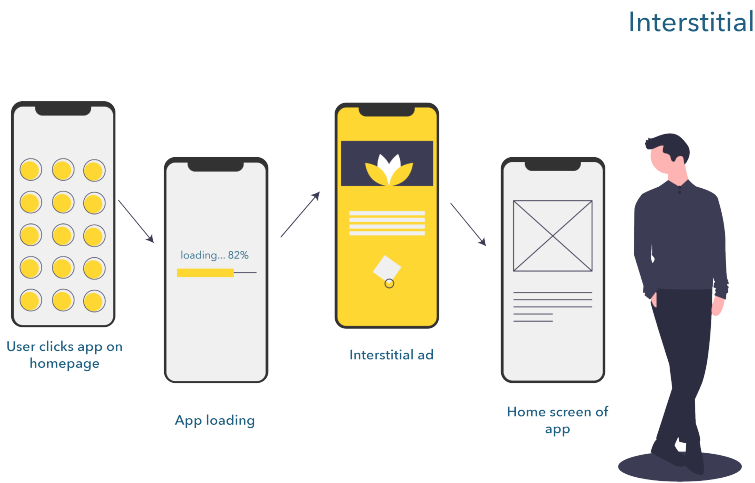 Interstitial
loading... 82%
User clicks app on
homepage
App loading
Interstitial ad
Home screen of
app